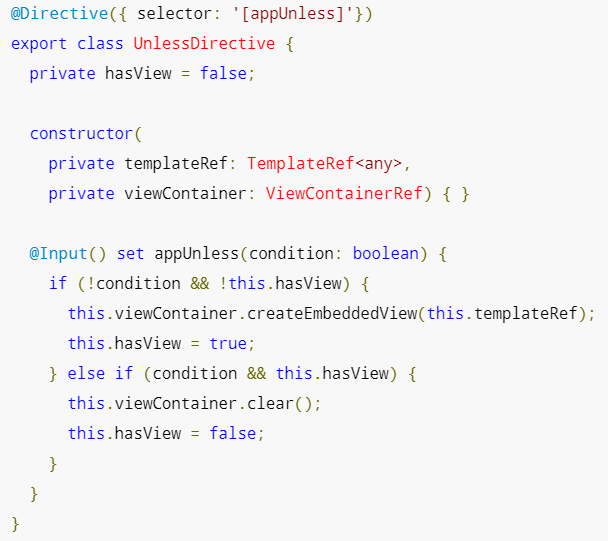 @Directive({ selector: '[appUnless]'})
export class UnlessDirective {
  private hasView = false;

  constructor(
    private templateRef: TemplateRef<any>,
    private viewContainer: ViewContainerRef) { }

  @Input() set appUnless(condition: boolean) {
    if (!condition && !this.hasView) {
      this.viewContainer.createEmbeddedView(this.templateRef);
      this.hasView = true;
    } else if (condition && this.hasView) {
      this.viewContainer.clear();
      this.hasView = false;
    }
  }
}